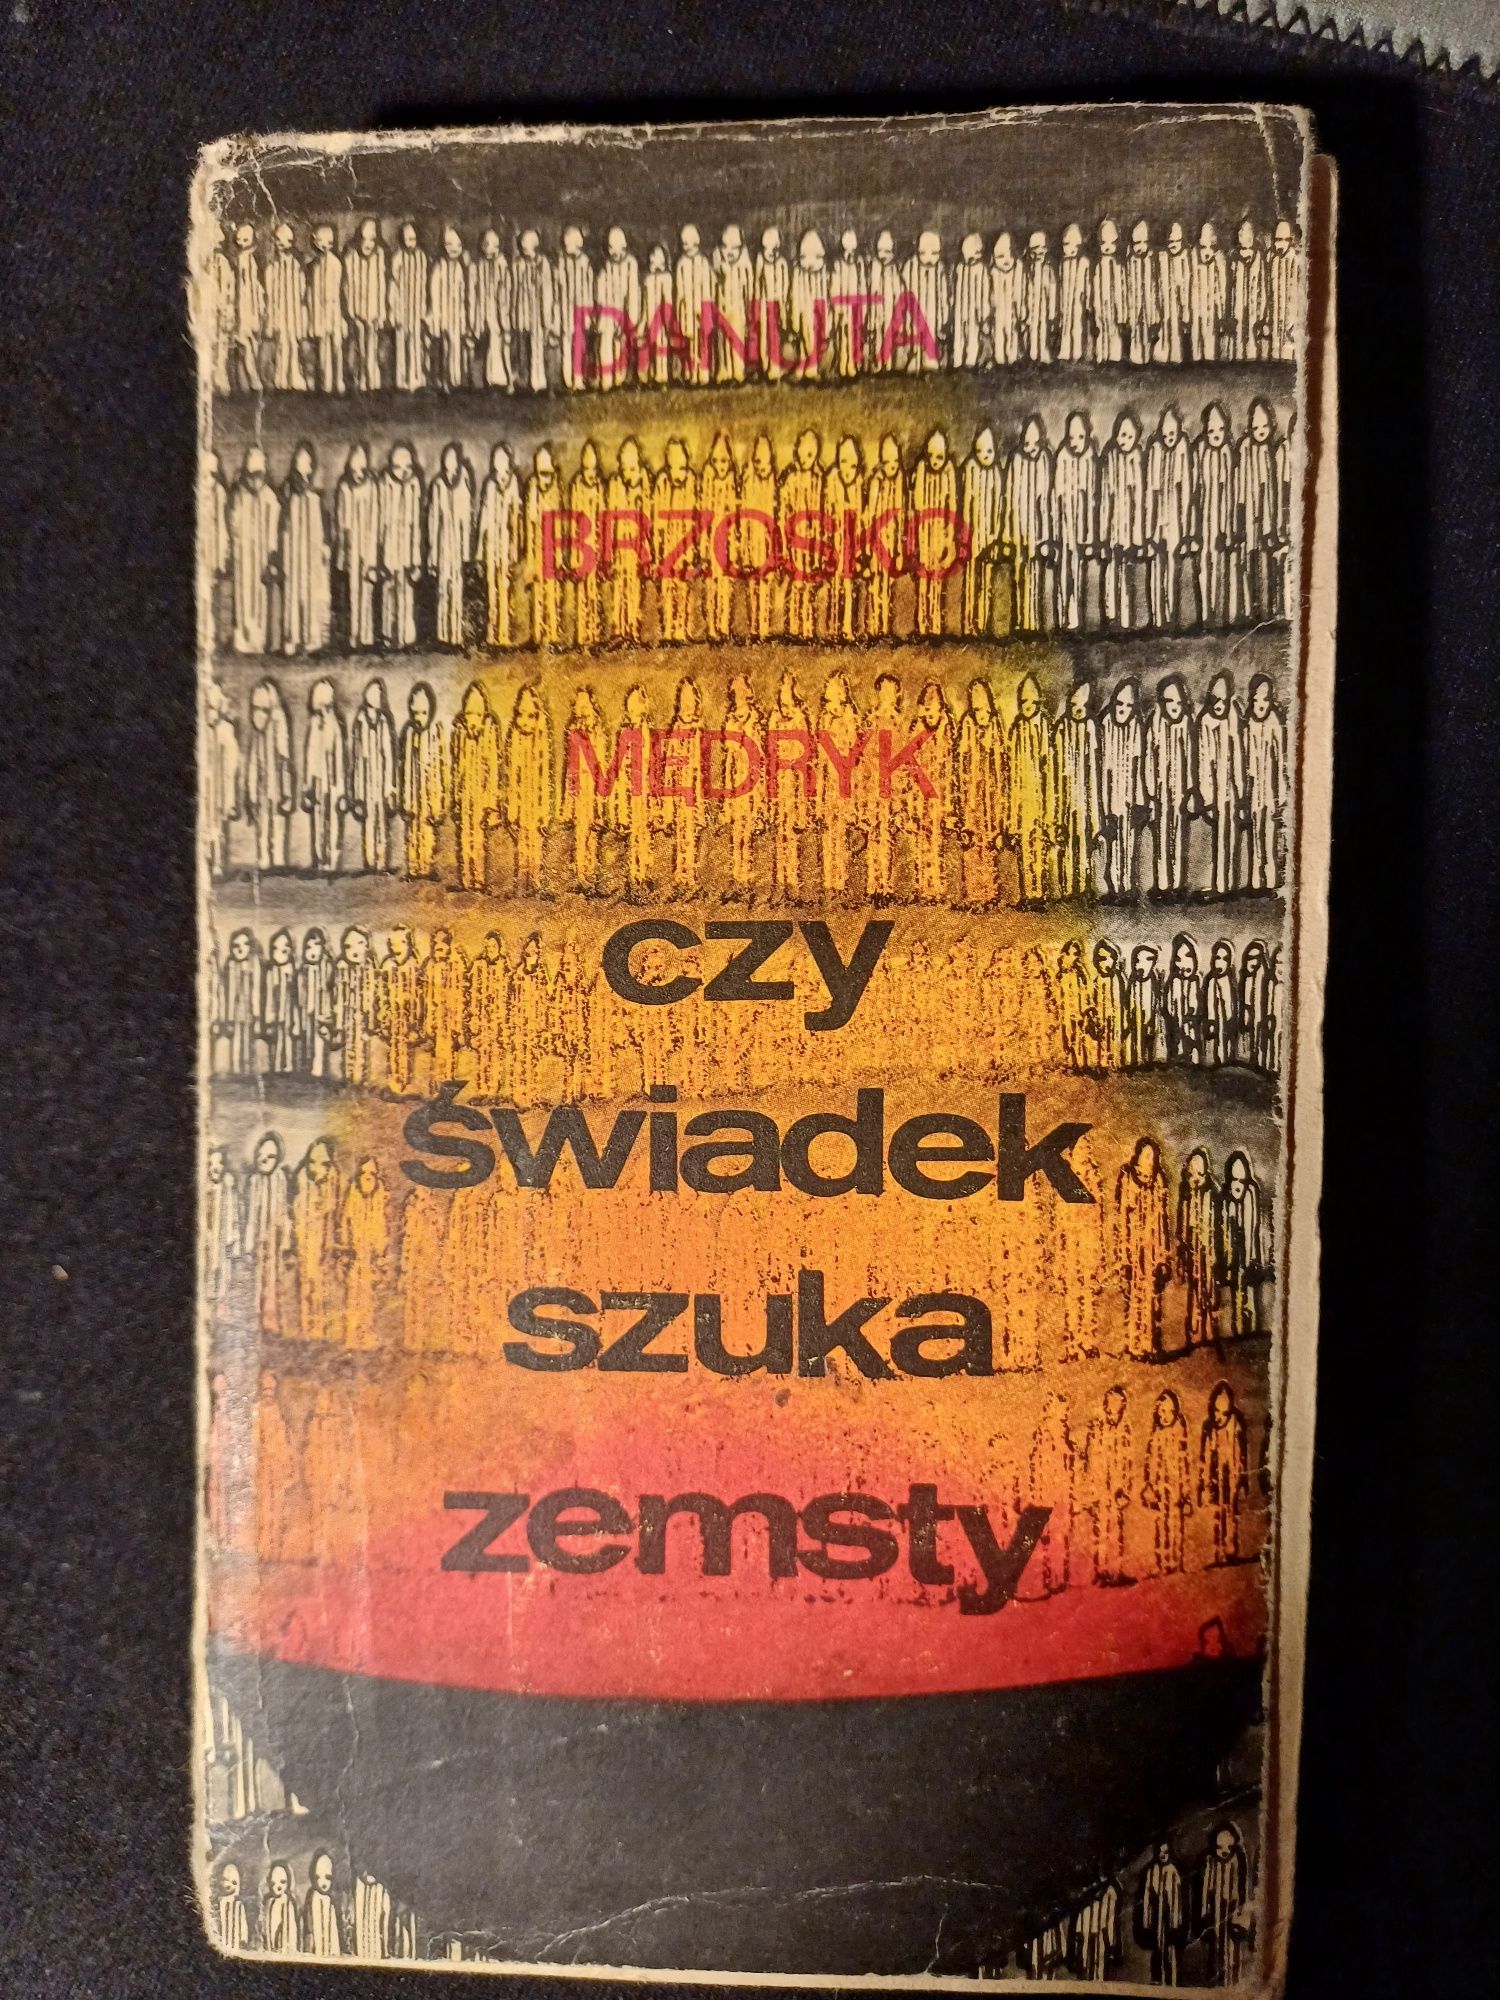 DANUTA
BRZOSKO
MĘDRYK
czy
świadek
szuka
zemsty